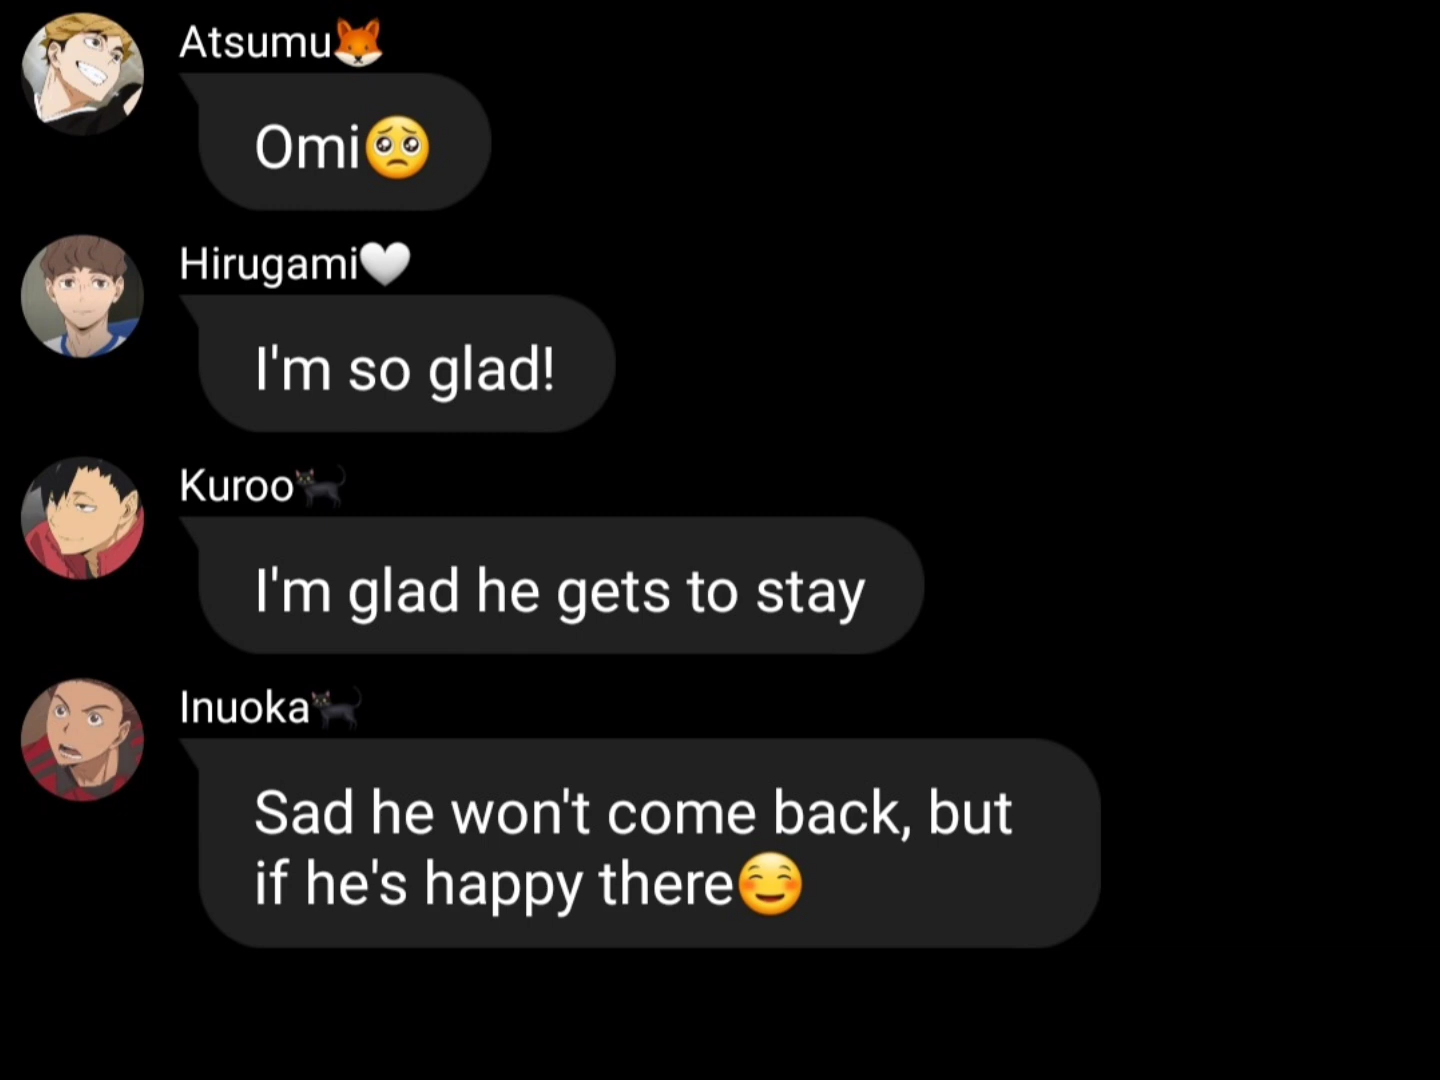 Atsumu🦊
Omi🥺
Hirugami🤍
I'm so glad!
Kuroo🐈‍⬛
I'm glad he gets to stay
Inuoka🐈‍⬛
Sad he won't come back, but
if he's happy there☺️